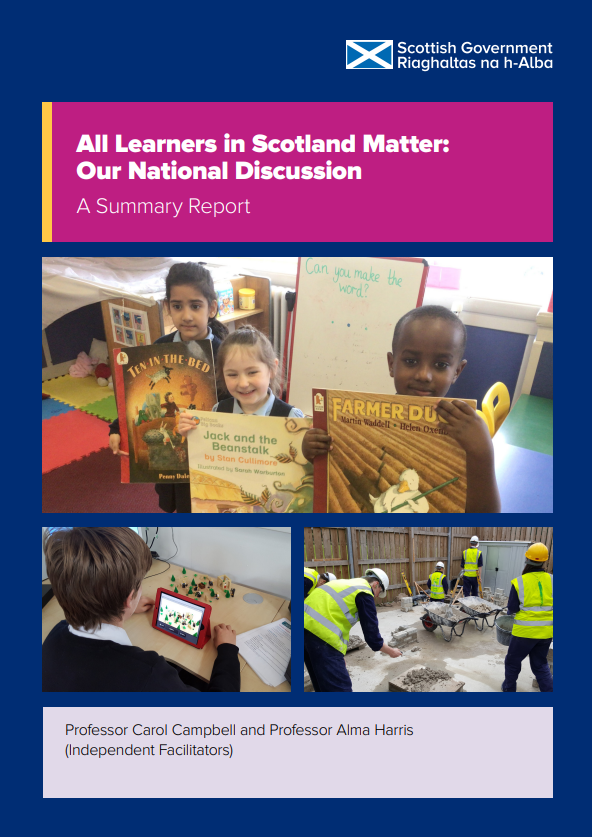 Scottish Government
Riaghaltas na h-Alba
All Learners in Scotland Matter:
Our National Discussion
A Summary Report
Can you make the
word?
TEN IN THE BED
Penny Dale
Jack and the
Beanstalk
by Stan Cullimore
Illustrated by Sarah Warburton
FARMER DU
Martin Waddell • Helen Oxen
Professor Carol Campbell and Professor Alma Harris
(Independent Facilitators)